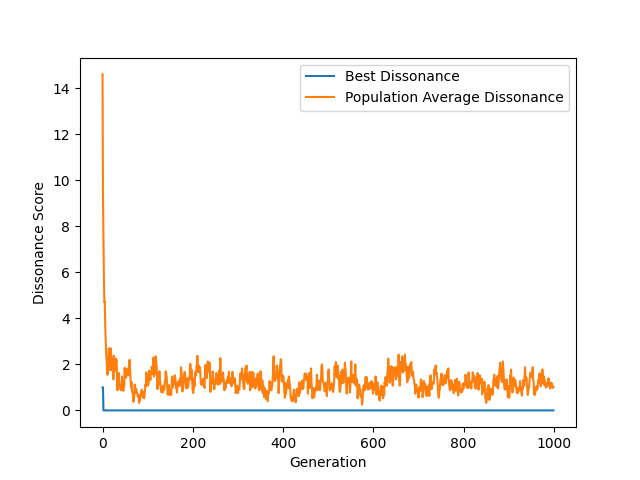 Best Dissonance
Population Average Dissonance
Dissonance Score
14
12
10
8
6
4
2
0
0 200 400 600 800 1000
Generation